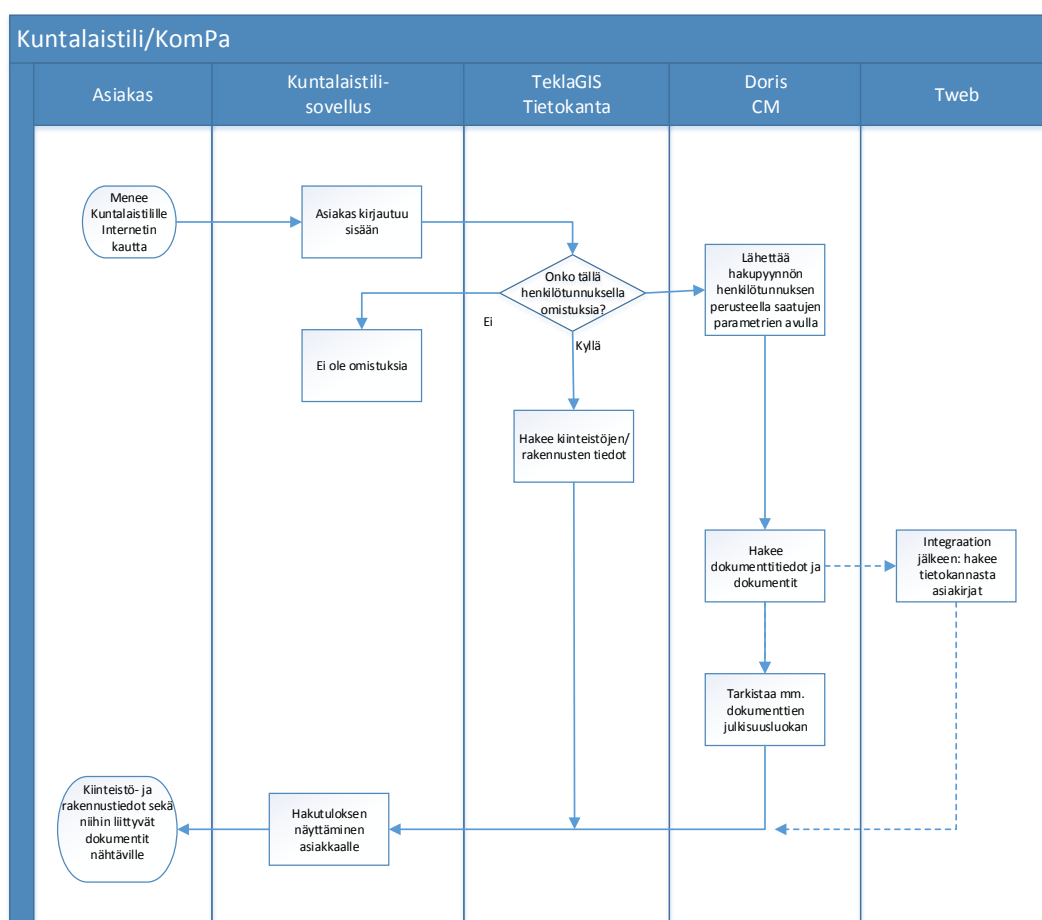 Kuntalaistili/KomPa
Asiakas
Kuntalaistili-
sovellus
TeklaGIS
Tietokanta
Doris
CM
Tweb
Menee
Kuntalaistilille
Internetin
kautta
Asiakas kirjautuu
sisään
Onko tällä
henkilötunnuksella
omistuksia?
Lähettää
hakupyynnön
henkilötunnuksen
perusteella saatujen
parametrien avulla
Ei
Kyllä
Ei ole omistuksia
Hakee kiinteistöjen/
rakennusten tiedot
Hakee
dokumenttitiedot ja
dokumentit
Integraation
jälkeen: hakee
tietokannasta
asiakirjat
Tarkistaa mm.
dokumenttien
julkisuusluokan
Kiinteistö- ja
rakennustiedot sekä
niihin liittyvät
dokumentit
nähtäville
Hakutuloksen
näyttäminen
asiakkaalle